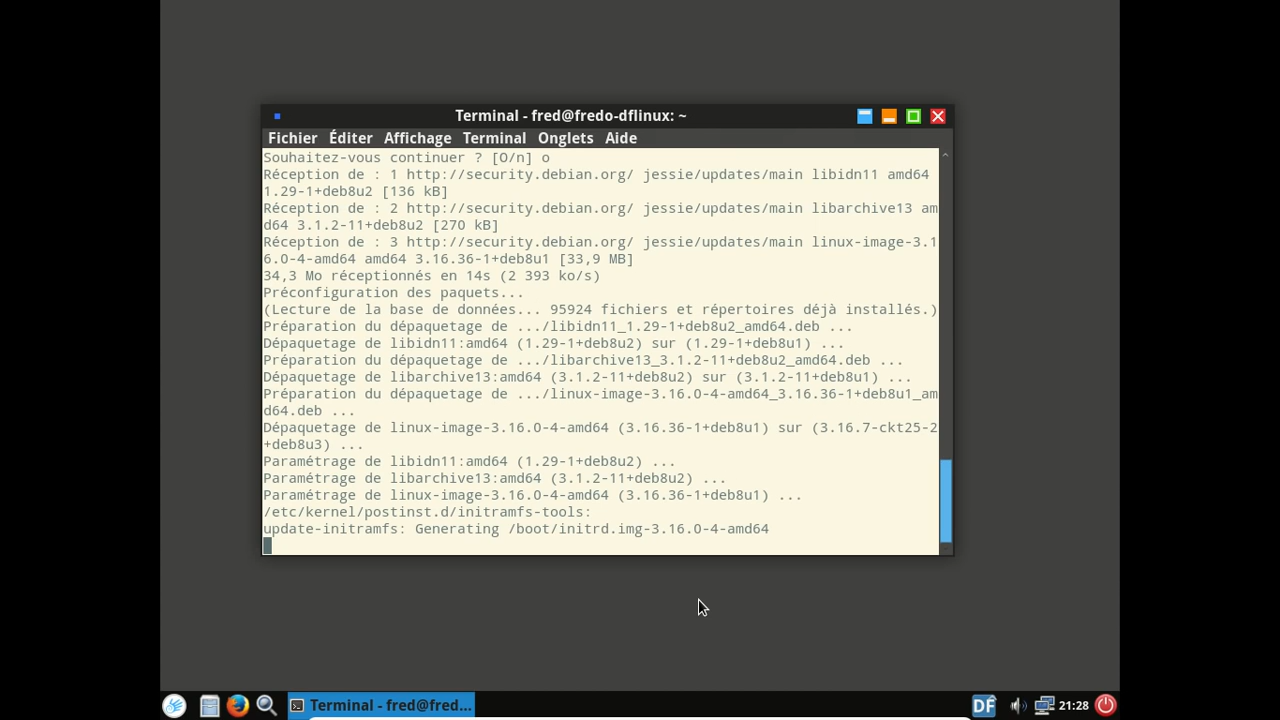 Terminal - fred@fredo-dflinux: ~
Fichier Éditer Affichage Terminal Onglets Aide
Souhaitez-vous continuer ? [O/n] o
Réception de : 1 http://security.debian.org/ jessie/updates/main libidn11 amd64
1.29-1+deb8u2 [136 kB]
Réception de : 2 http://security.debian.org/ jessie/updates/main libarchive13 am
d64 3.1.2-11+deb8u2 [270 kB]
Réception de : 3 http://security.debian.org/ jessie/updates/main linux-image-3.1
6.0-4-amd64 amd64 3.16.36-1+deb8u1 [33,9 MB]
34,3 Mo réceptionnés en 14s (2 393 ko/s)
Préconfiguration des paquets...
(Lecture de la base de données... 95924 fichiers et répertoires déjà installés.)
Préparation du dépaquetage de .../libidn11_1.29-1+deb8u2_amd64.deb ...
Dépaquetage de libidn11:amd64 (1.29-1+deb8u2) sur (1.29-1+deb8u1) ...
Préparation du dépaquetage de .../libarchive13_3.1.2-11+deb8u2_amd64.deb ...
Dépaquetage de libarchive13:amd64 (3.1.2-11+deb8u2) sur (3.1.2-11+deb8u1) ...
Préparation du dépaquetage de .../linux-image-3.16.0-4-amd64_3.16.36-1+deb8u1_am
d64.deb ...
Dépaquetage de linux-image-3.16.0-4-amd64 (3.16.36-1+deb8u1) sur (3.16.7-ckt25-2
+deb8u3) ...
Paramétrage de libidn11:amd64 (1.29-1+deb8u2) ...
Paramétrage de libarchive13:amd64 (3.1.2-11+deb8u2) ...
Paramétrage de linux-image-3.16.0-4-amd64 (3.16.36-1+deb8u1) ...
/etc/kernel/postinst.d/initramfs-tools:
update-initramfs: Generating /boot/initrd.img-3.16.0-4-amd64
Terminal - fred@fred... DF 21:28